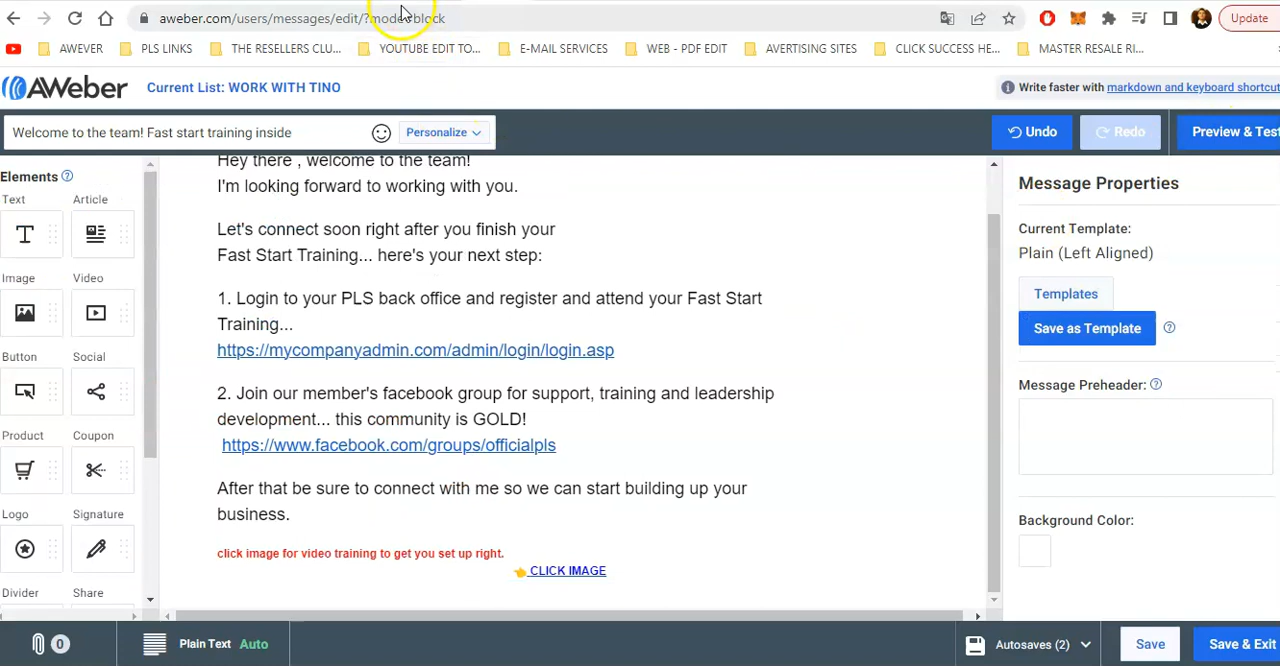 aweber.com/users/messages/edit/?mode=block
Update
AWEVER
PLS LINKS
THE RESELLERS CLU...
YOUTUBE EDIT TO...
E-MAIL SERVICES
WEB - PDF EDIT
AVERTISING SITES
CLICK SUCCESS HE...
MASTER RESALE RI...
AWeber
Current List: WORK WITH TINO
Write faster with markdown and keyboard shortcut
Welcome to the team! Fast start training inside
Personalize
Undo
Redo
Preview & Test
Elements
Text
Article
Image
Video
Button
Social
Product
Coupon
Logo
Signature
Divider
Share
Hey there , welcome to the team!
I'm looking forward to working with you.
Let's connect soon right after you finish your
Fast Start Training... here's your next step:
1. Login to your PLS back office and register and attend your Fast Start
Training...
https://mycompanyadmin.com/admin/login/login.asp
2. Join our member's facebook group for support, training and leadership
development... this community is GOLD!
https://www.facebook.com/groups/officialpls
After that be sure to connect with me so we can start building up your
business.
click image for video training to get you set up right.
👈 CLICK IMAGE
Message Properties
Current Template:
Plain (Left Aligned)
Templates
Save as Template
Message Preheader:
Background Color:
0
Plain Text Auto
Autosaves (2)
Save
Save & Exit